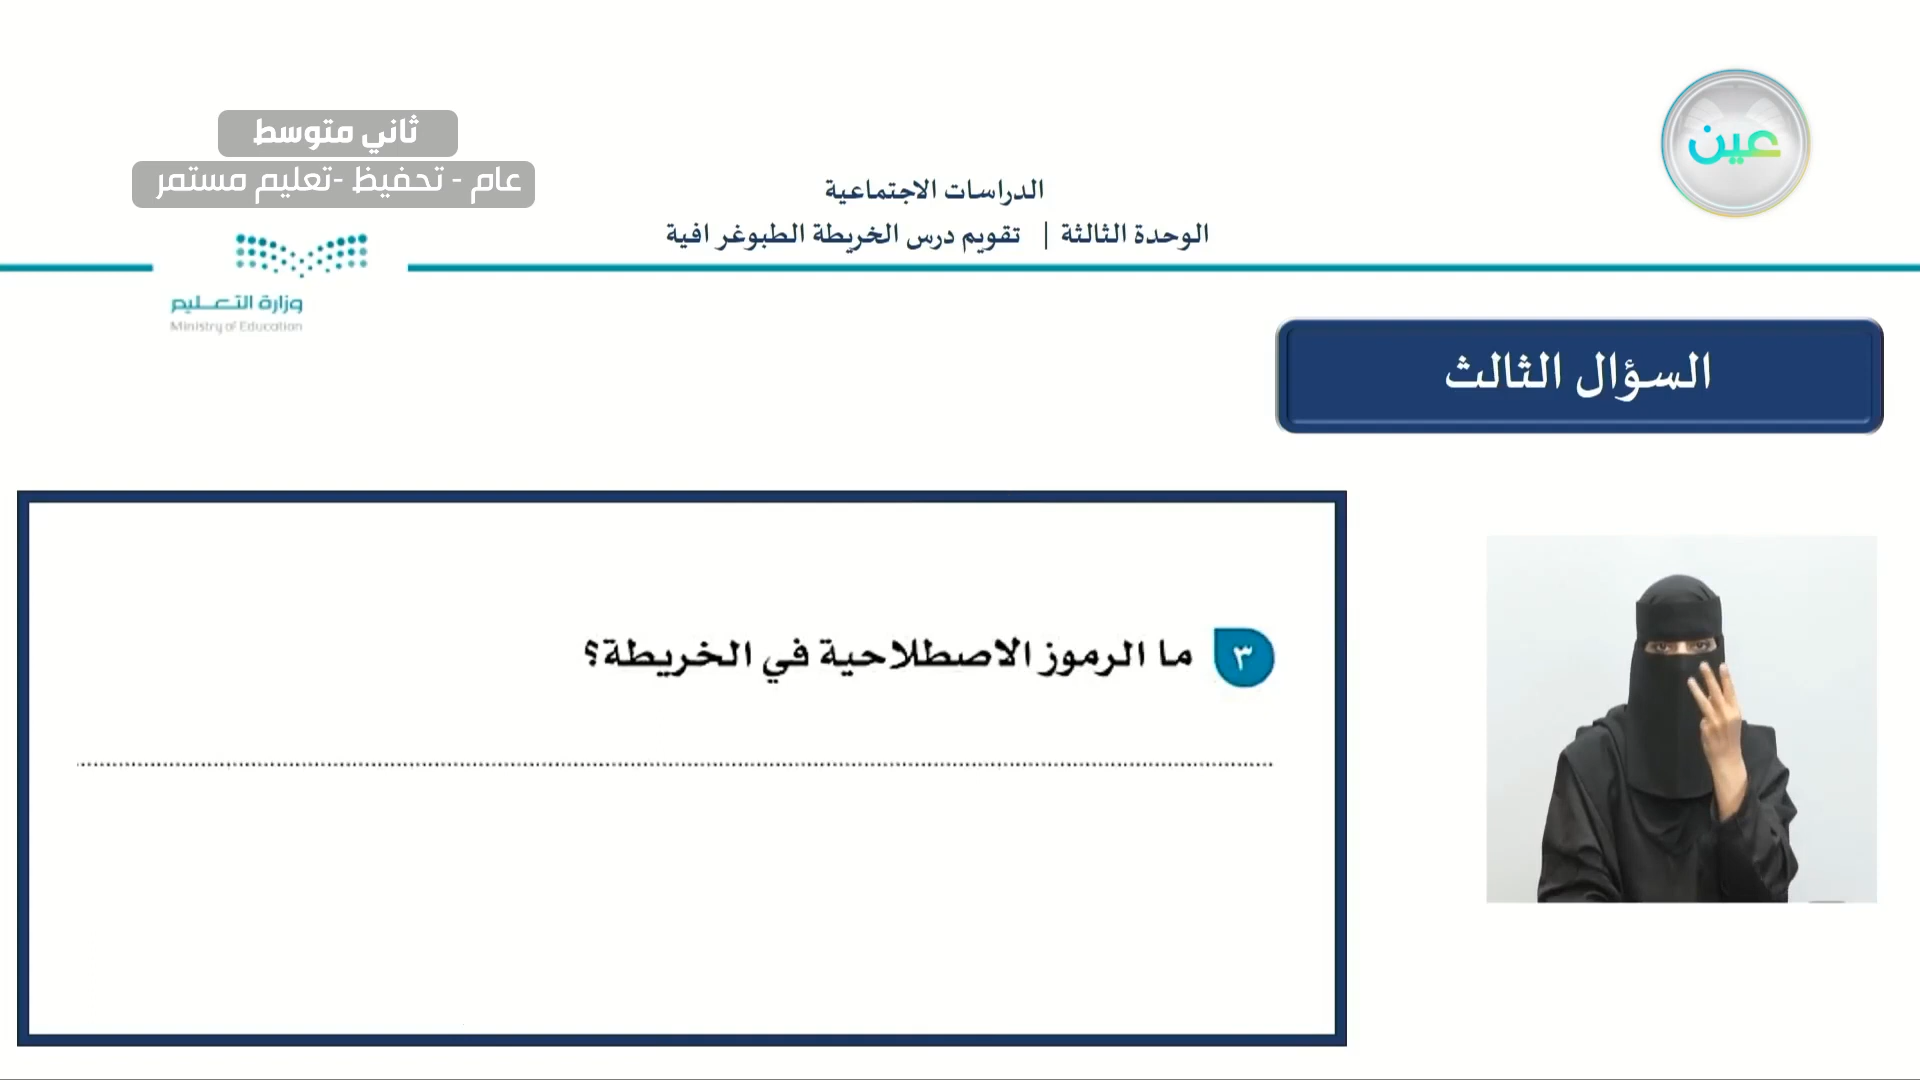 عين
ثاني متوسط
عام - تحفيظ -تعليم مستمر
الدراسات الاجتماعية
الوحدة الثالثة | تقويم درس الخريطة الطبوغرافية
وزارة التعليم
Ministry of Education
السؤال الثالث
٣ ما الرموز الاصطلاحية في الخريطة؟